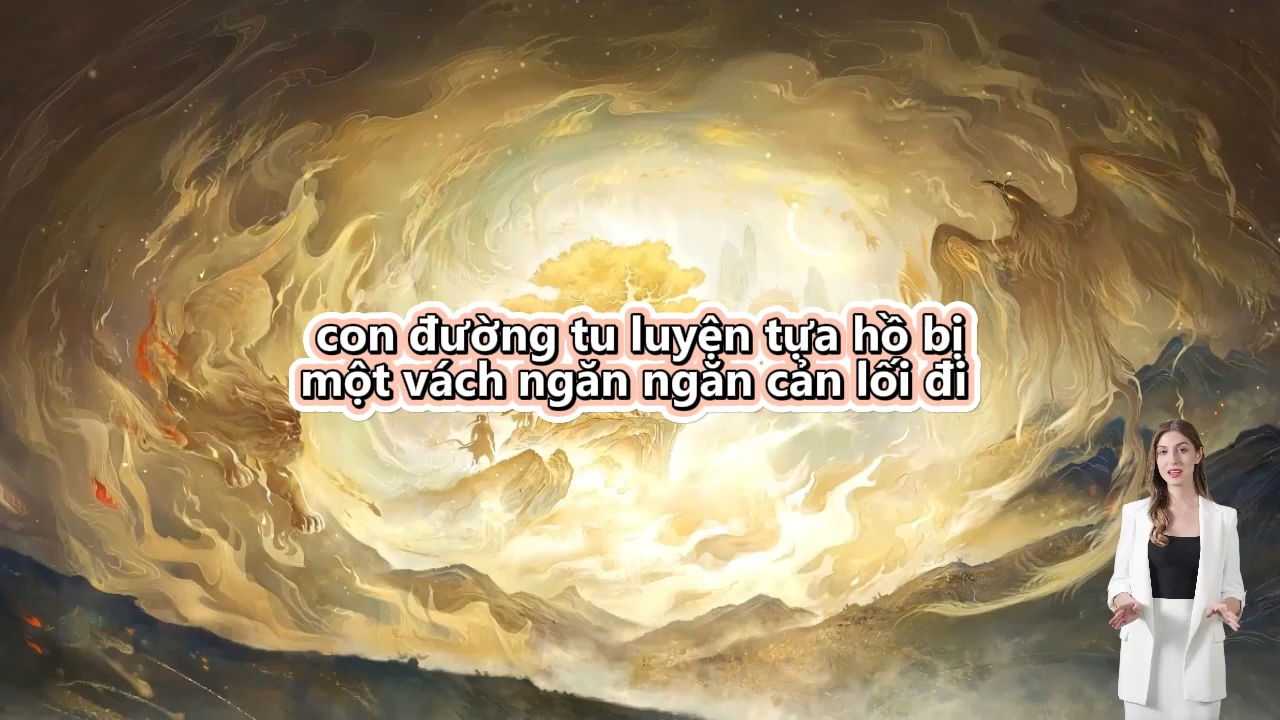 con đường tu luyện tựa hồ bị
một vách ngăn ngăn cản lối đi